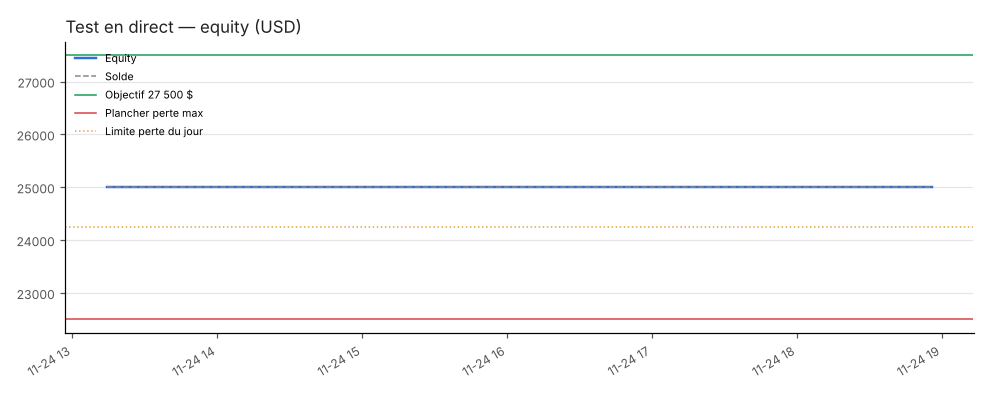 Test en direct — equity (USD)
Equity
Solde
Objectif 27 500 $
Plancher perte max
Limite perte du jour
27000
26000
25000
24000
23000
11-24 13
11-24 14
11-24 15
11-24 16
11-24 17
11-24 18
11-24 19